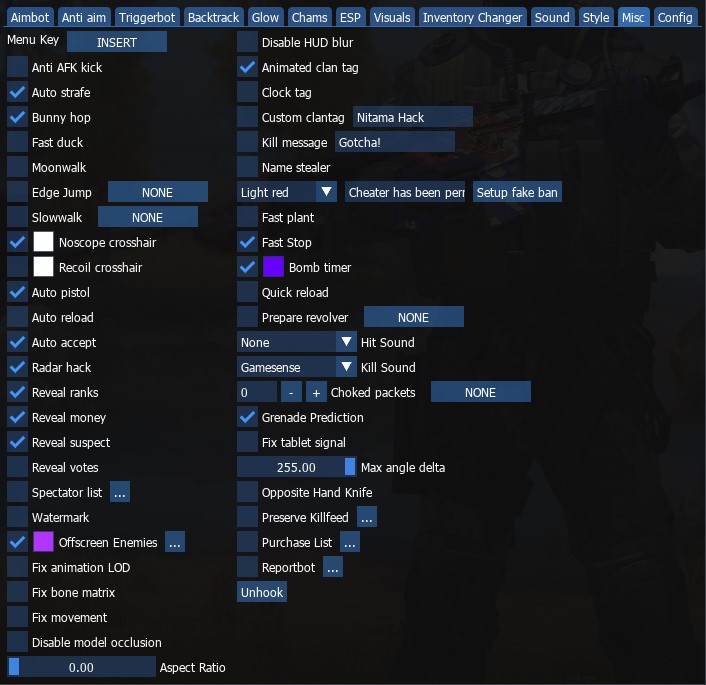 Aimbot Anti aim Triggerbot Backtrack Glow Chams ESP Visuals Inventory Changer Sound Style Misc Config
Menu Key INSERT
Anti AFK kick
Auto strafe
Bunny hop
Fast duck
Moonwalk
Edge Jump NONE
Slowwalk NONE
Noscope crosshair
Recoil crosshair
Auto pistol
Auto reload
Auto accept
Radar hack
Reveal ranks
Reveal money
Reveal suspect
Reveal votes
Spectator list ...
Watermark
Offscreen Enemies ...
Fix animation LOD
Fix bone matrix
Fix movement
Disable model occlusion
0.00 Aspect Ratio
Disable HUD blur
Animated clan tag
Clock tag
Custom clantag Nitama Hack
Kill message Gotcha!
Name stealer
Light red Cheater has been perr Setup fake ban
Fast plant
Fast Stop
Bomb timer
Quick reload
Prepare revolver NONE
None Hit Sound
Gamesense Kill Sound
0 - + Choked packets NONE
Grenade Prediction
Fix tablet signal
255.00 Max angle delta
Opposite Hand Knife
Preserve Killfeed ...
Purchase List ...
Reportbot ...
Unhook